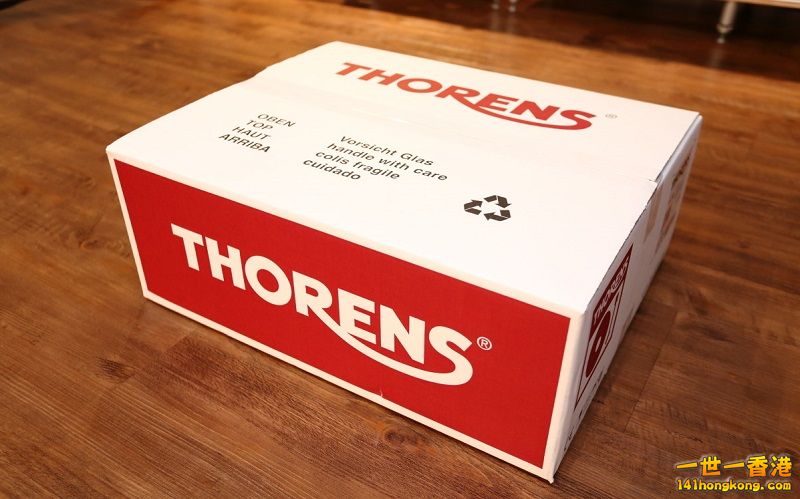 THORENS®
OBEN
TOP
HAUT
ARRIBA
Vorsicht Glas
handle with care
colis fragile
cuidado
THORENS®
THORENS
一世一香港
141hongkong.com